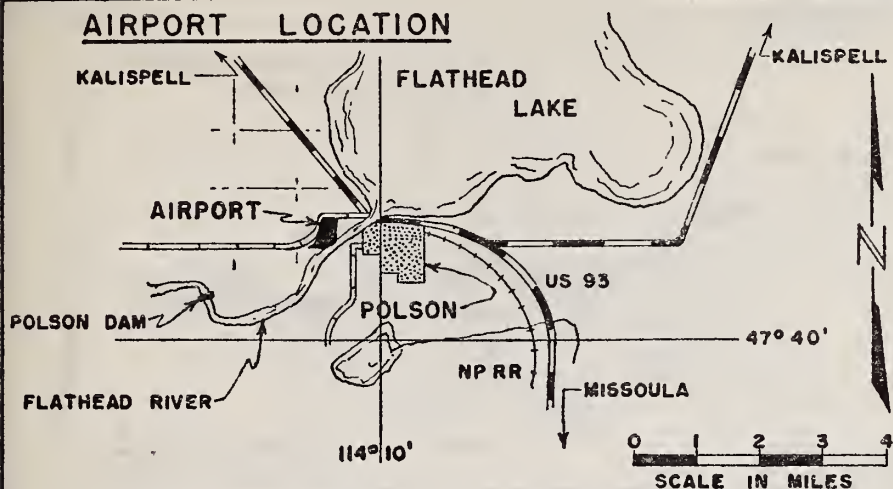 AIRPORT LOCATION
KALISPELL
FLATHEAD
LAKE
KALISPELL
AIRPORT
N
US 93
POLSON
POLSON DAM
47° 40'
NP RR
MISSOULA
FLATHEAD RIVER
114° 10'
0 1 2 3 4
SCALE IN MILES